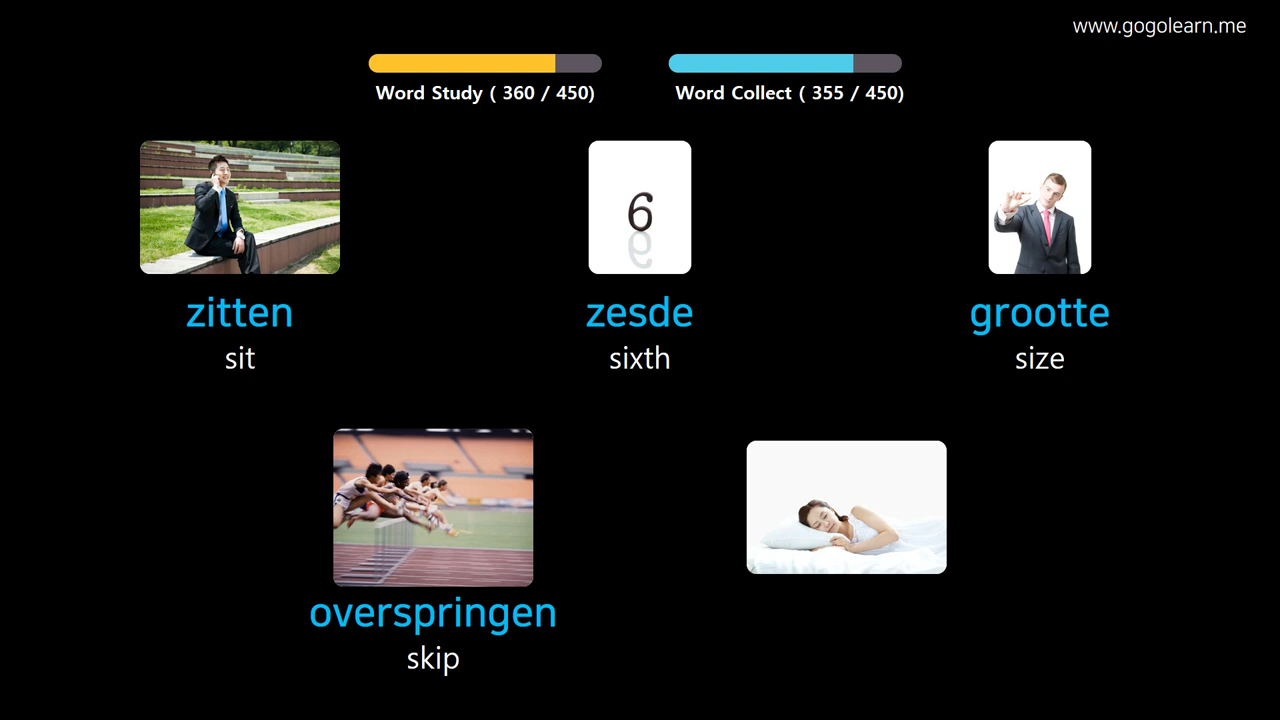 www.gogolearn.me
Word Study ( 360 / 450)
Word Collect ( 355 / 450)
6
zitten
zesde
grootte
sit
sixth
size
overspringen
skip